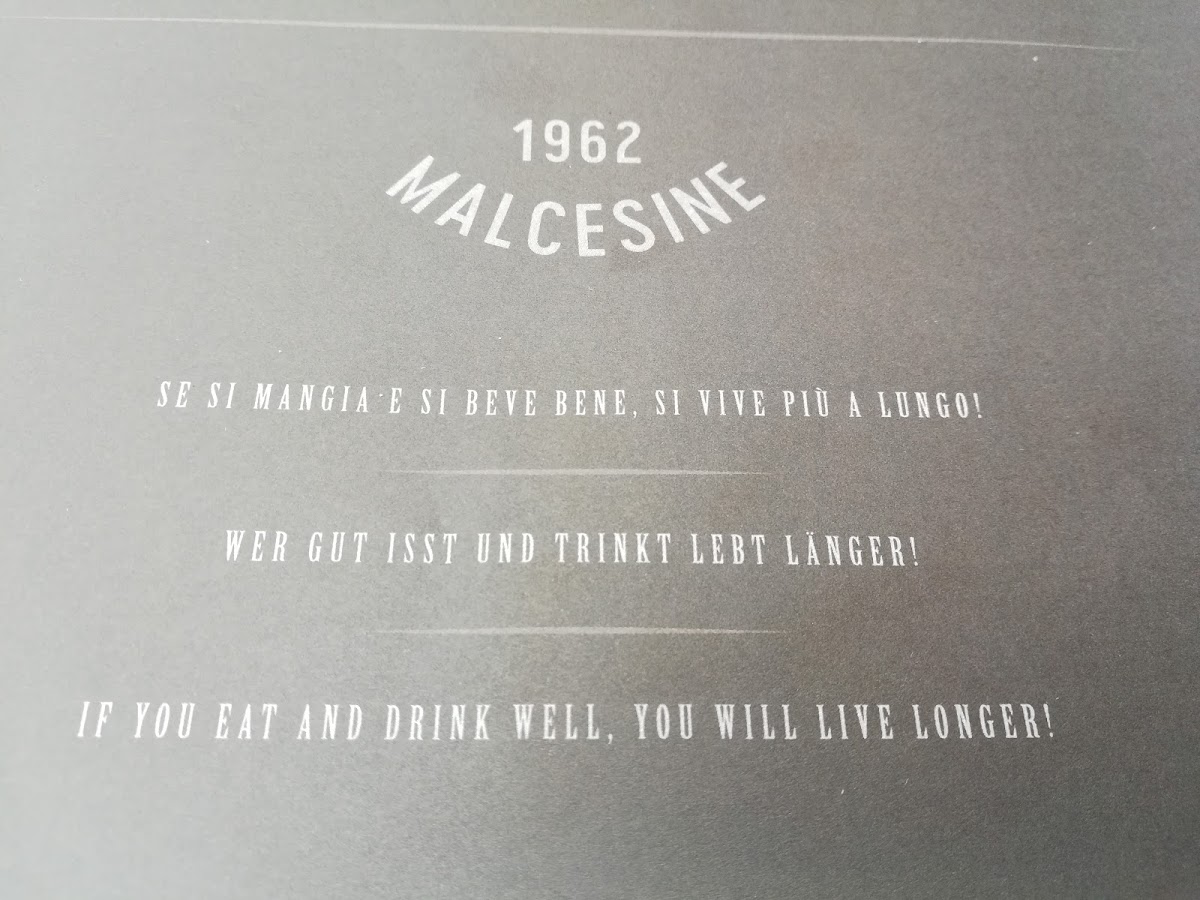 1962
MALCESINE
SE SI MANGIA E SI BEVE BENE, SI VIVE PIÙ A LUNGO!
WER GUT ISST UND TRINKT LEBT LÄNGER!
IF YOU EAT AND DRINK WELL, YOU WILL LIVE LONGER!